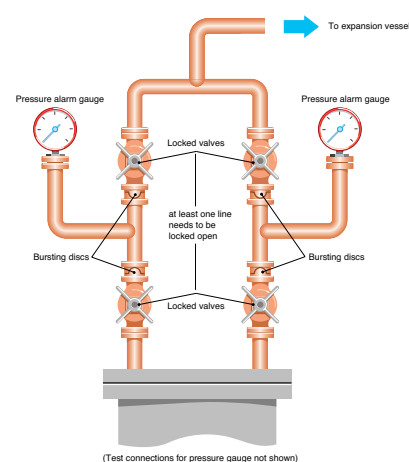 To expansion vessel
Pressure alarm gauge
Pressure alarm gauge
Locked valves
at least one line
needs to be
locked open
Bursting discs
Bursting discs
Locked valves
(Test connections for pressure gauge not shown)